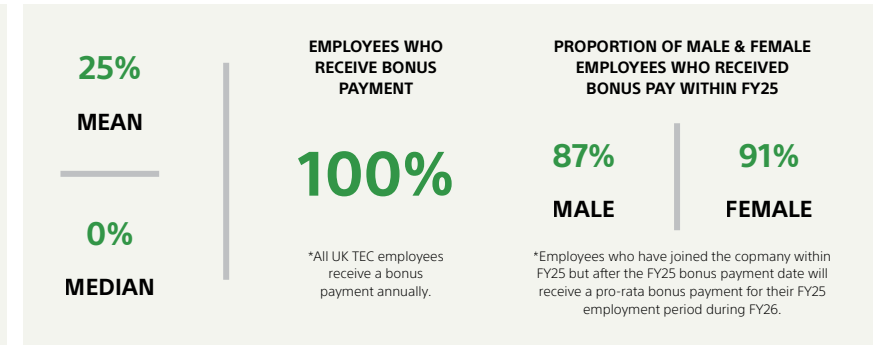 25%
MEAN
0%
MEDIAN
EMPLOYEES WHO
RECEIVE BONUS
PAYMENT
100%
*All UK TEC employees
receive a bonus
payment annually.
PROPORTION OF MALE & FEMALE
EMPLOYEES WHO RECEIVED
BONUS PAY WITHIN FY25
87%
MALE
91%
FEMALE
*Employees who have joined the copmany within
FY25 but after the FY25 bonus payment date will
receive a pro-rata bonus payment for their FY25
employment period during FY26.